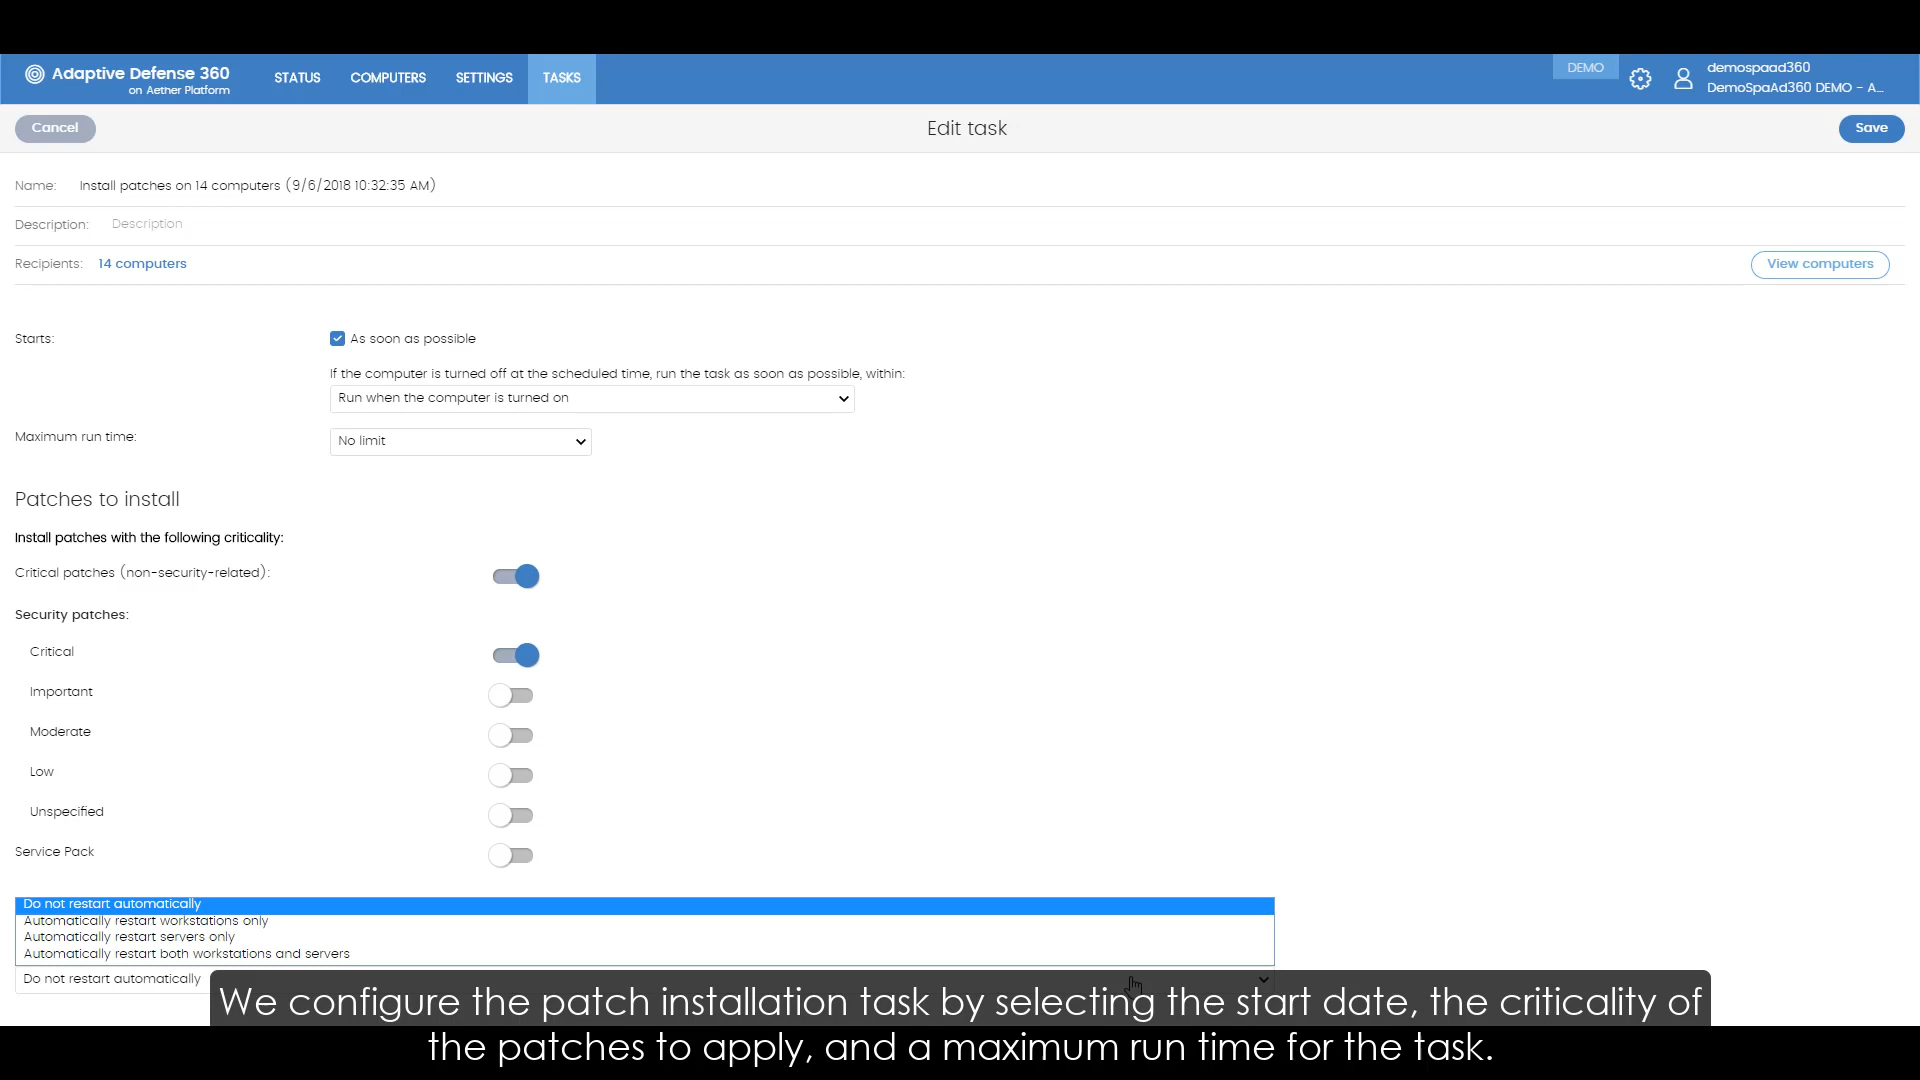 Adaptive Defense 360
on Aether Platform
STATUS
COMPUTERS
SETTINGS
TASKS
DEMO
demospaad360
DemoSpaAd360 DEMO - A...
Cancel
Edit task
Save
Name: Install patches on 14 computers (9/6/2018 10:32:35 AM)
Description: Description
Recipients: 14 computers
View computers
Starts: As soon as possible
If the computer is turned off at the scheduled time, run the task as soon as possible, within:
Run when the computer is turned on
Maximum run time: No limit
Patches to install
Install patches with the following criticality:
Critical patches (non-security-related):
Security patches:
Critical
Important
Moderate
Low
Unspecified
Service Pack
Do not restart automatically
Automatically restart workstations only
Automatically restart servers only
Automatically restart both workstations and servers
Do not restart automatically
We configure the patch installation task by selecting the start date, the criticality of
the patches to apply, and a maximum run time for the task.